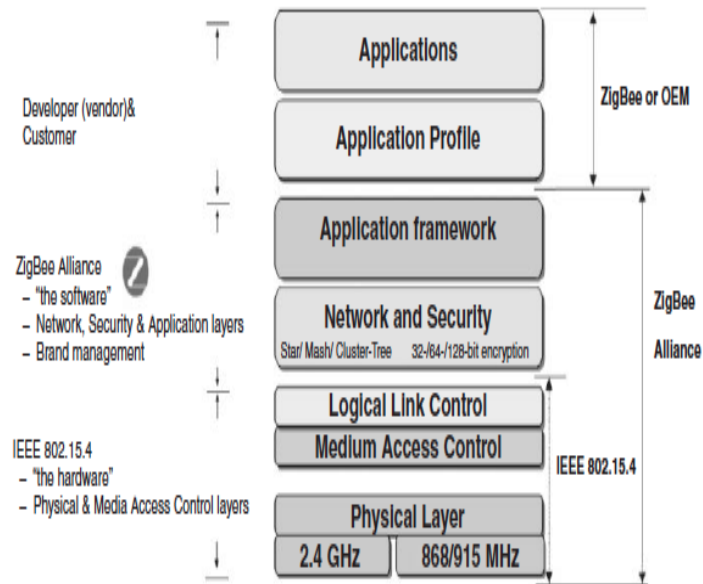 Applications
Application Profile
Developer (vendor)&
Customer
ZigBee or OEM
Application framework
Network and Security
Star/ Mash/ Cluster-Tree 32-/64-/128-bit encryption
ZigBee Alliance
– "the software"
– Network, Security & Application layers
– Brand management
ZigBee
Alliance
Logical Link Control
Medium Access Control
Physical Layer
2.4 GHz 868/915 MHz
IEEE 802.15.4
– "the hardware"
– Physical & Media Access Control layers
IEEE 802.15.4